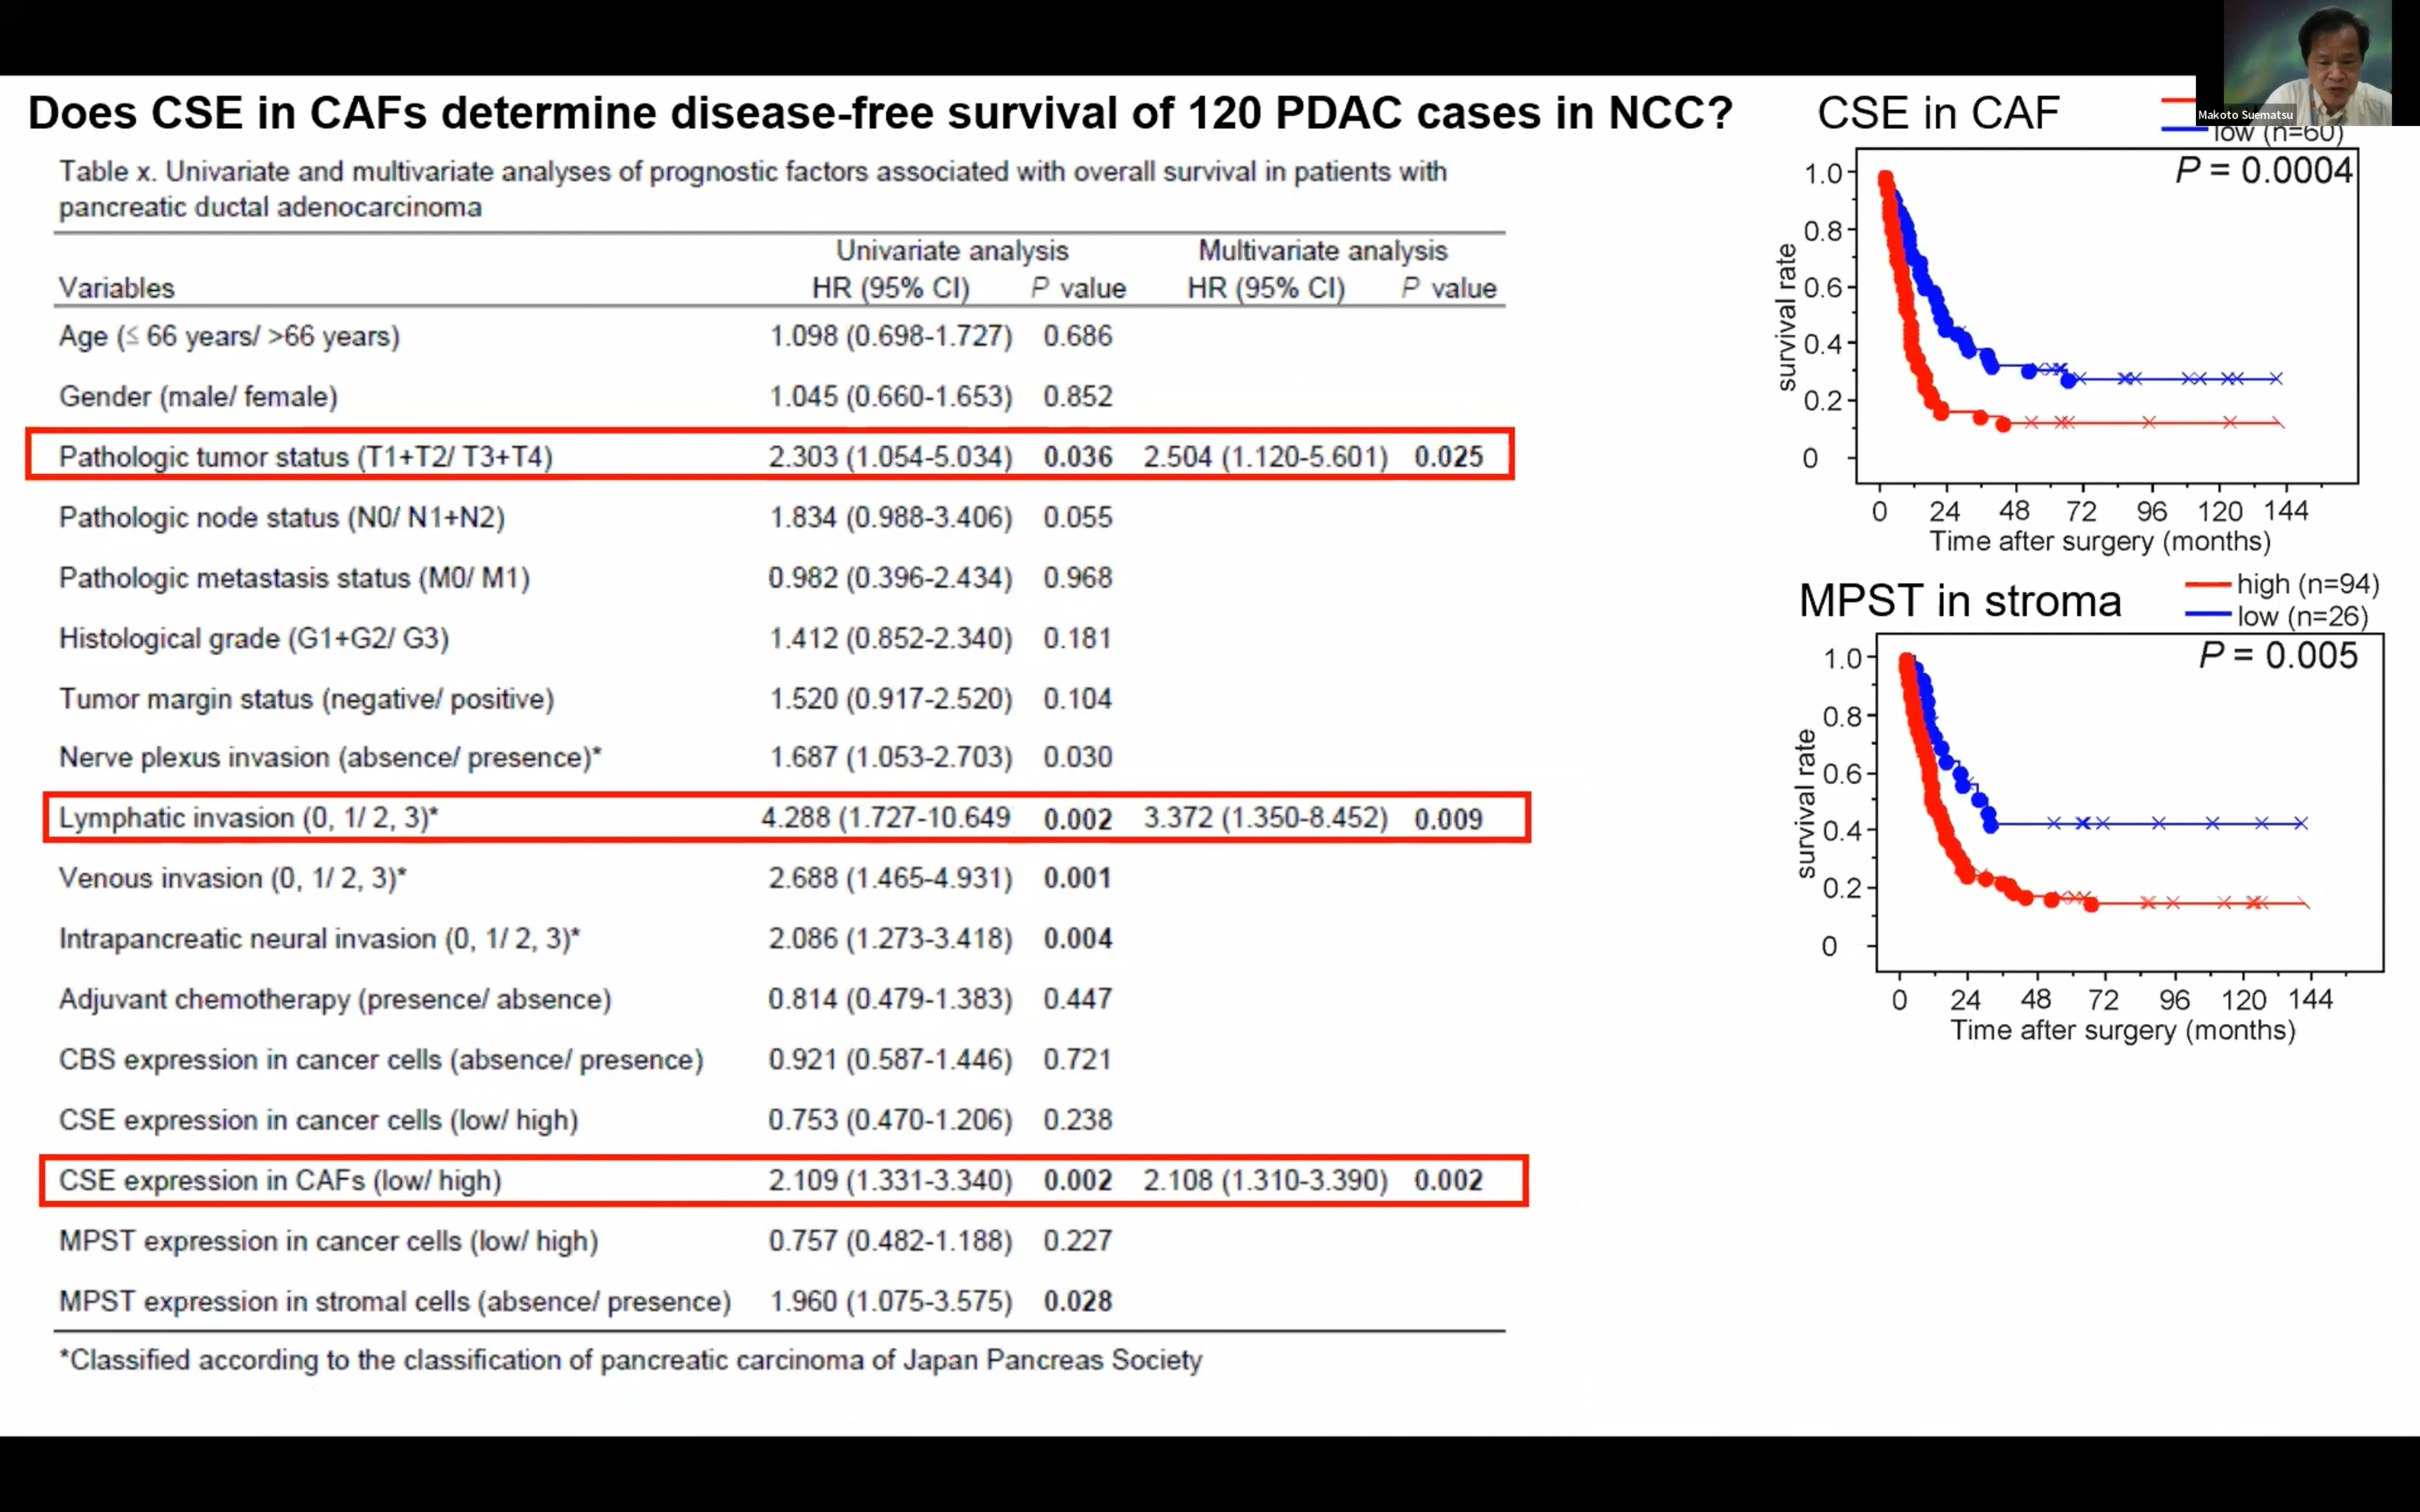 Does CSE in CAFs determine disease-free survival of 120 PDAC cases in NCC?
Table x. Univariate and multivariate analyses of prognostic factors associated with overall survival in patients with
pancreatic ductal adenocarcinoma
Univariate analysis Multivariate analysis
Variables HR (95% CI) P value HR (95% CI) P value
Age (≤ 66 years/ >66 years) 1.098 (0.698-1.727) 0.686
Gender (male/ female) 1.045 (0.660-1.653) 0.852
Pathologic tumor status (T1+T2/ T3+T4) 2.303 (1.054-5.034) 0.036 2.504 (1.120-5.601) 0.025
Pathologic node status (N0/ N1+N2) 1.834 (0.988-3.406) 0.055
Pathologic metastasis status (M0/ M1) 0.982 (0.396-2.434) 0.968
Histological grade (G1+G2/ G3) 1.412 (0.852-2.340) 0.181
Tumor margin status (negative/ positive) 1.520 (0.917-2.520) 0.104
Nerve plexus invasion (absence/ presence)* 1.687 (1.053-2.703) 0.030
Lymphatic invasion (0, 1/ 2, 3)* 4.288 (1.727-10.649 0.002 3.372 (1.350-8.452) 0.009
Venous invasion (0, 1/ 2, 3)* 2.688 (1.465-4.931) 0.001
Intrapancreatic neural invasion (0, 1/ 2, 3)* 2.086 (1.273-3.418) 0.004
Adjuvant chemotherapy (presence/ absence) 0.814 (0.479-1.383) 0.447
CBS expression in cancer cells (absence/ presence) 0.921 (0.587-1.446) 0.721
CSE expression in cancer cells (low/ high) 0.753 (0.470-1.206) 0.238
CSE expression in CAFs (low/ high) 2.109 (1.331-3.340) 0.002 2.108 (1.310-3.390) 0.002
MPST expression in cancer cells (low/ high) 0.757 (0.482-1.188) 0.227
MPST expression in stromal cells (absence/ presence) 1.960 (1.075-3.575) 0.028
*Classified according to the classification of pancreatic carcinoma of Japan Pancreas Society
CSE in CAF
Makoto Suematsu
low (n=60)
P = 0.0004
survival rate
1.0
0.8
0.6
0.4
0.2
0
0 24 48 72 96 120 144
Time after surgery (months)
MPST in stroma
high (n=94)
low (n=26)
P = 0.005
survival rate
1.0
0.8
0.6
0.4
0.2
0
0 24 48 72 96 120 144
Time after surgery (months)